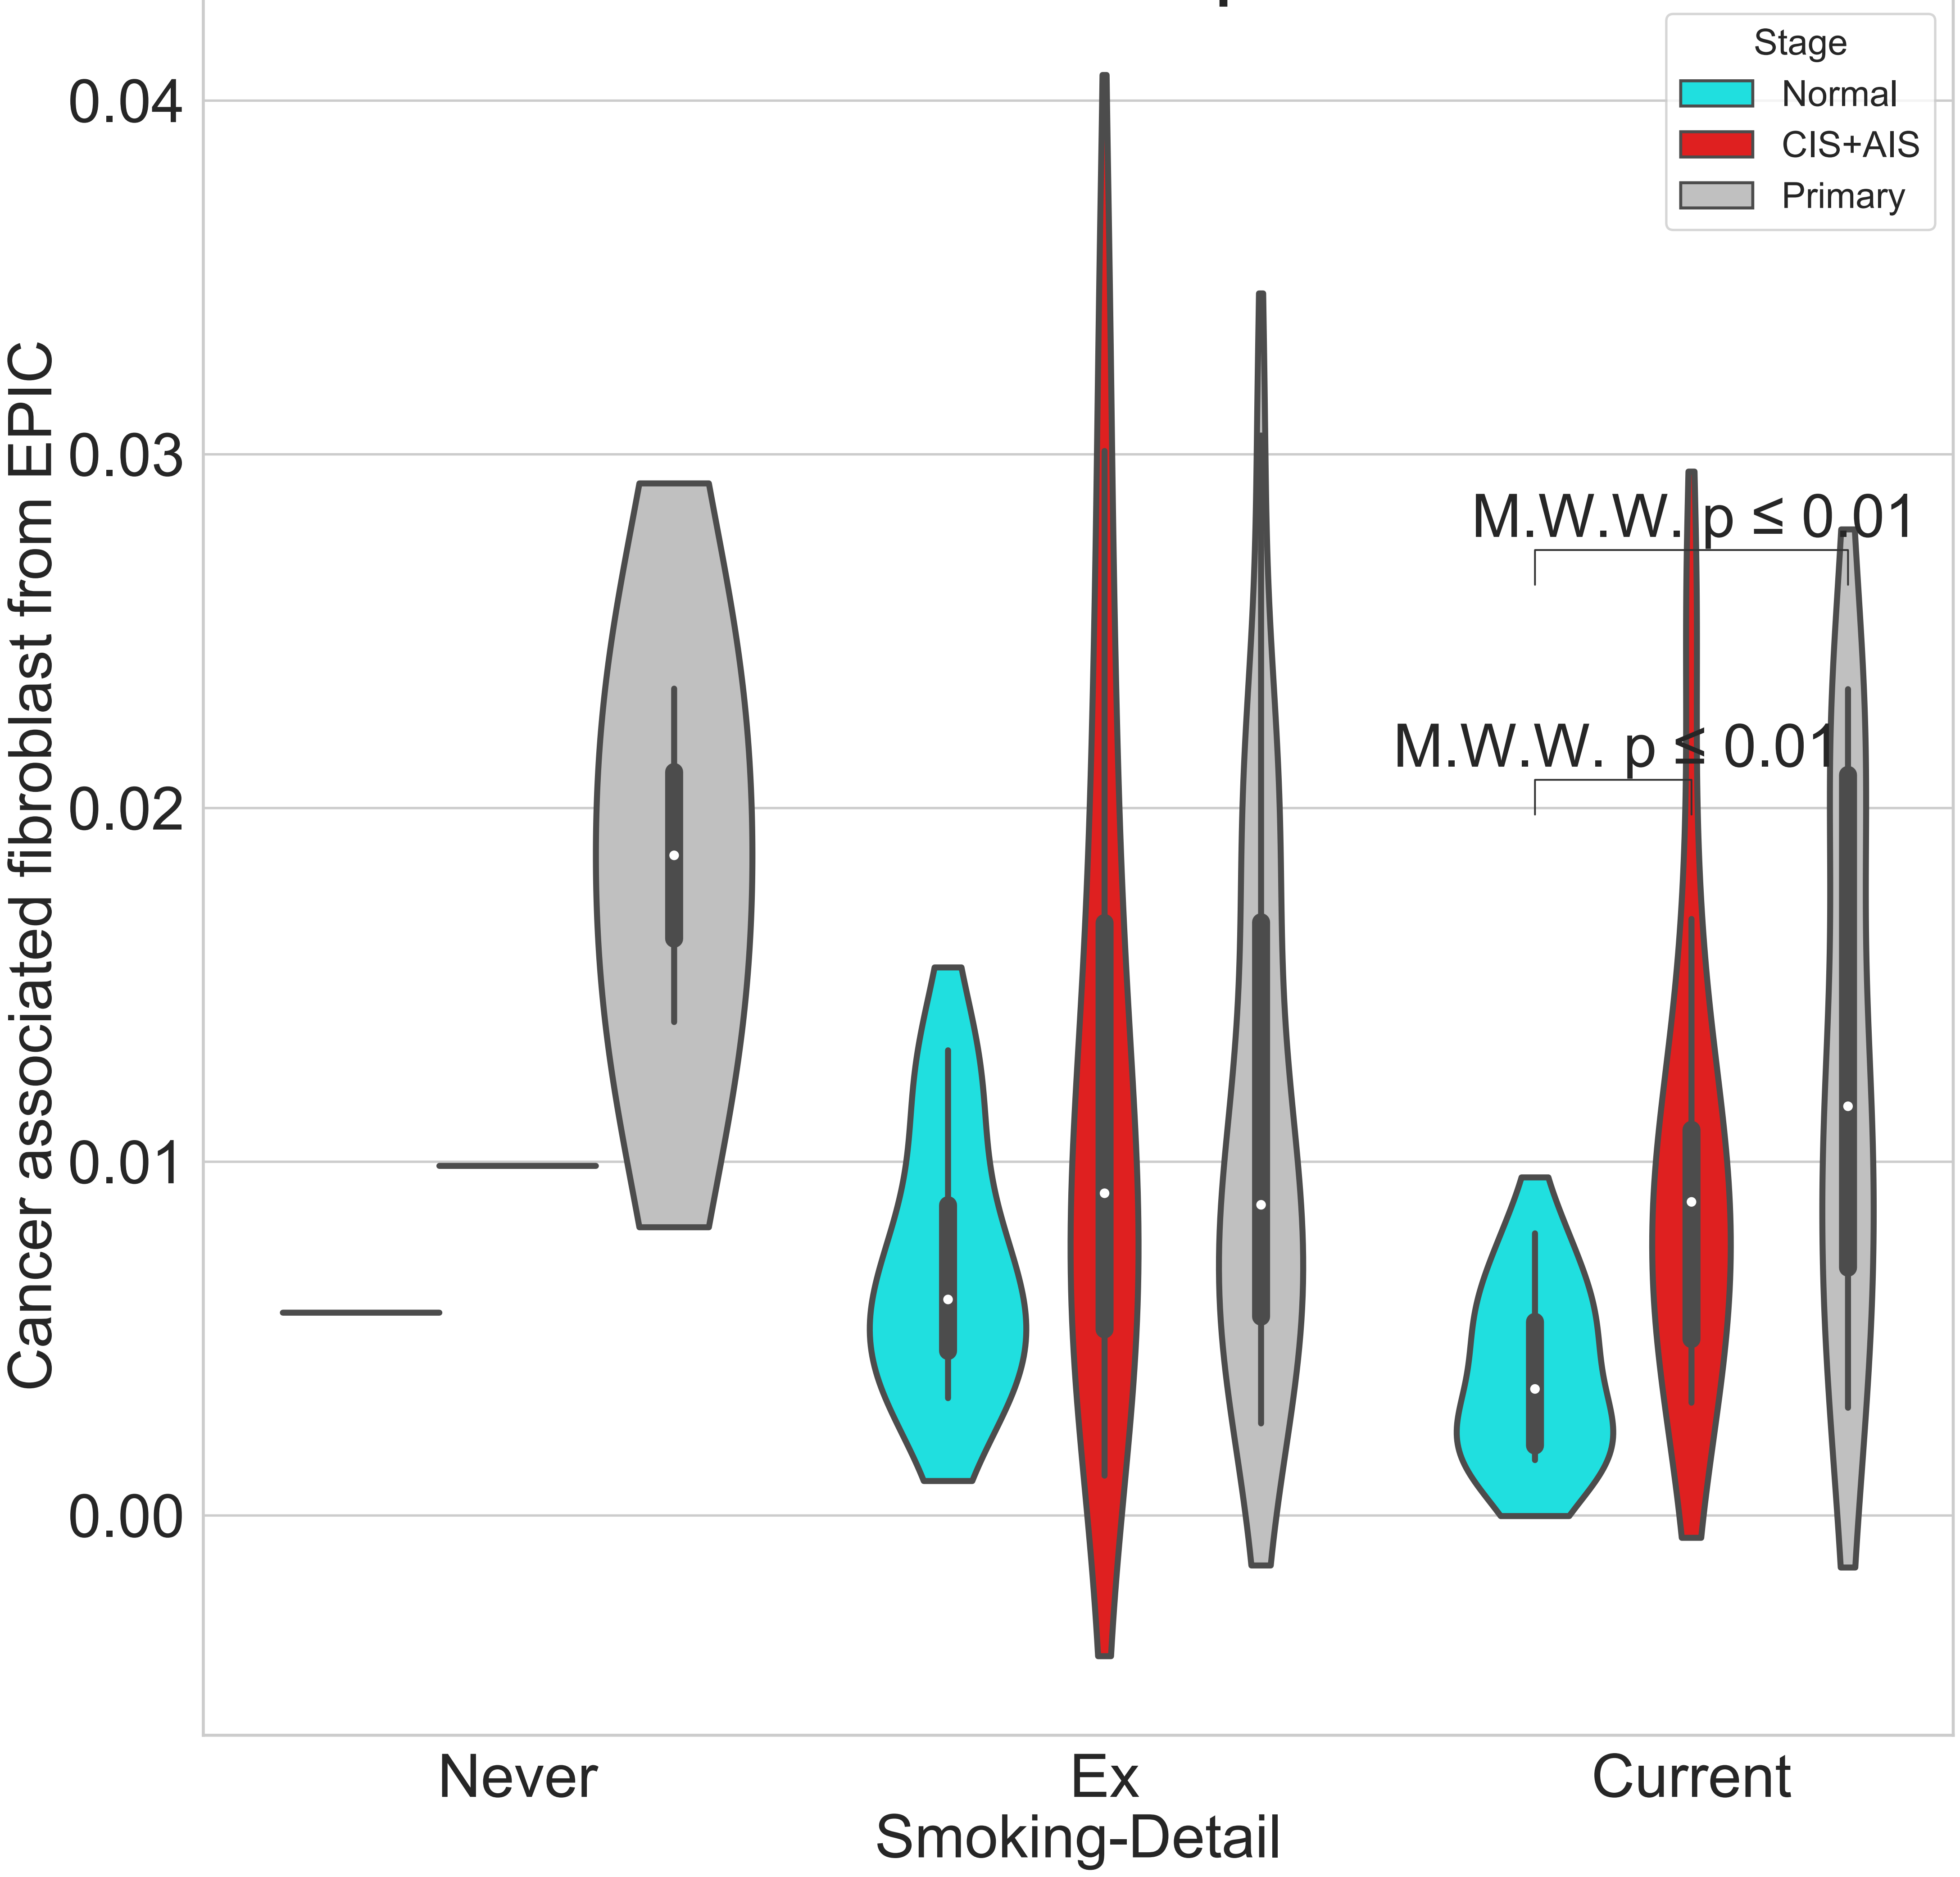 Stage
Normal
CIS+AIS
Primary
Cancer associated fibroblast from EPIC
0.04
0.03
0.02
0.01
0.00
M.W.W. p ≤ 0.01
M.W.W. p ≤ 0.01
Never
Ex
Current
Smoking-Detail